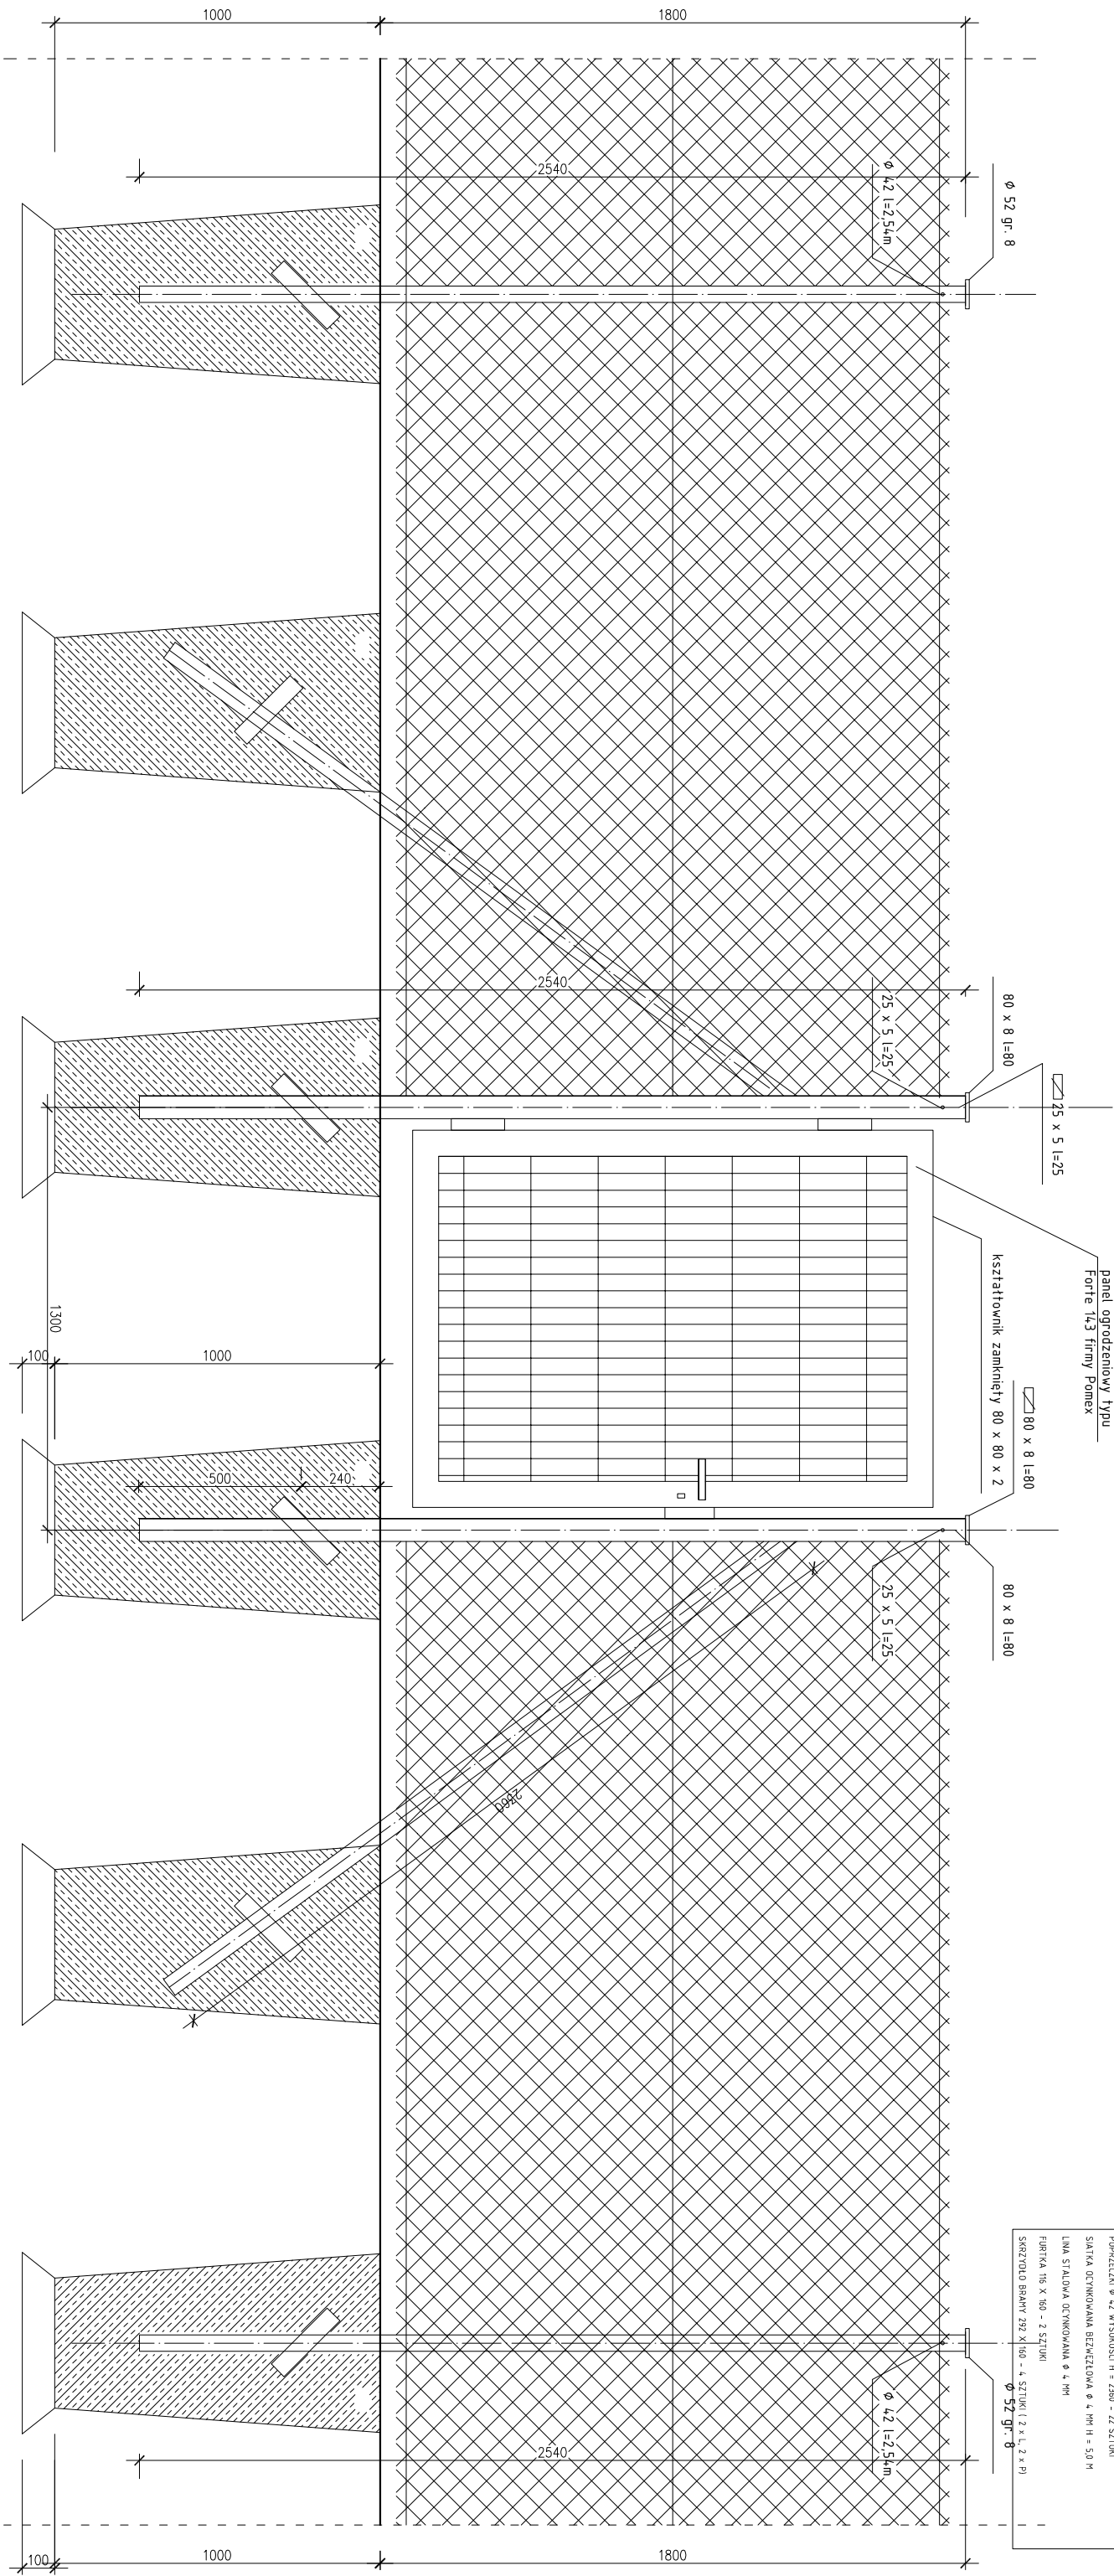 1000
1800
2540
Ø 42 l=2,54m
Ø 52 gr. 8
2540
25 x 5 l=25
80 x 8 l=80
25 x 5 l=25
panel ogrodzeniowy typu
Forte 143 firmy Pomex
kształtownik zamknięty 80 x 80 x 2
1300
100
1000
80 x 8 l=80
500
240
25 x 5 l=25
80 x 8 l=80
2360
SIATKA OCYNKOWANA BEZWĘZŁOWA Ø 4 MM H = 5,0 M
LINA STALOWA OCYNKOWANA Ø 4 MM
FURTKA 116 X 160 - 2 SZTUKI
SKRZYDŁO BRAMY 292 X 160 - 4 SZTUKI ( 2 x L, 2 x P)
Ø 52 gr. 8
Ø 42 l=2,54m
2540
100
1000
1800